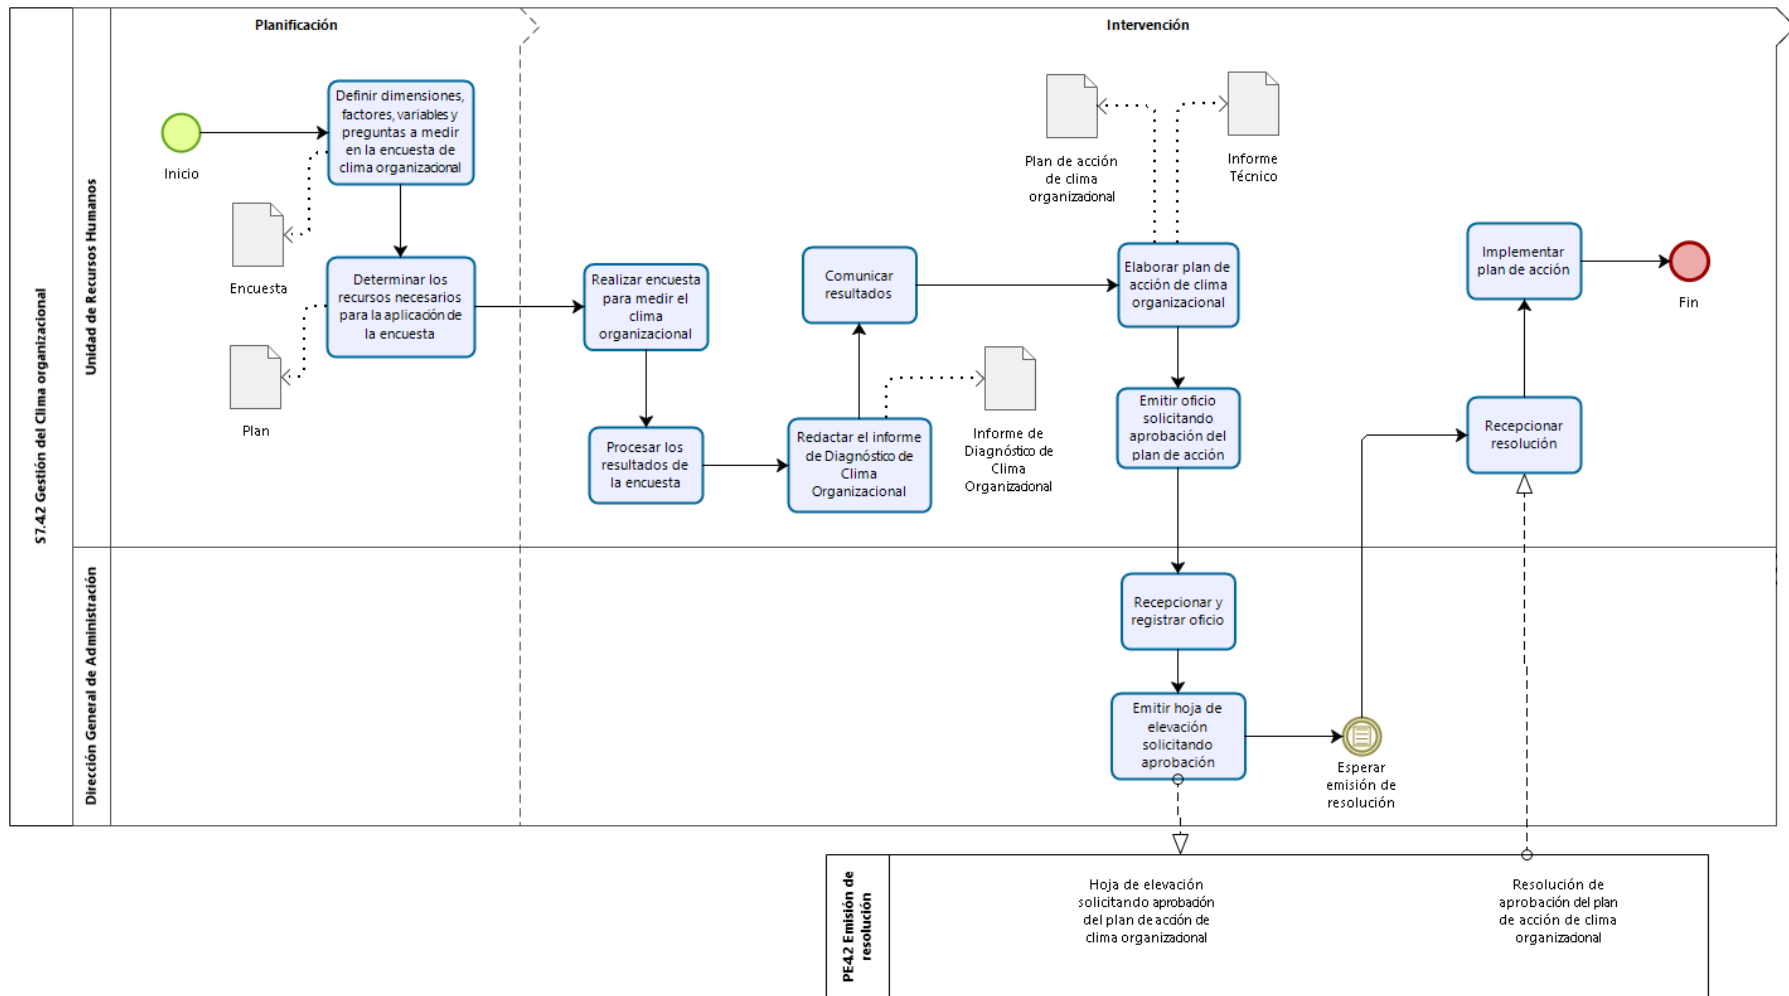 Planificación
Intervención
S7.4.2 Gestión del Clima organizacional
Unidad de Recursos Humanos
Inicio
Definir dimensiones,
factores, variables y
preguntas a medir
en la encuesta de
clima organizacional
Encuesta
Determinar los
recursos necesarios
para la aplicación de
la encuesta
Plan
Realizar encuesta
para medir el
clima
organizacional
Procesar los
resultados de
la encuesta
Redactar el informe
de Diagnóstico de
Clima
Organizacional
Informe de
Diagnóstico de
Clima
Organizacional
Comunicar
resultados
Plan de acción
de clima
organizacional
Informe
Técnico
Elaborar plan de
acción de clima
organizacional
Emitir oficio
solicitando
aprobación del
plan de acción
Implementar
plan de acción
Fin
Recepcionar
resolución
Dirección General de Administración
Recepcionar y
registrar oficio
Emitir hoja de
elevación
solicitando
aprobación
Esperar
emisión de
resolución
PE4.2 Emisión de
resolución
Hoja de elevación
solicitando aprobación
del plan de acción de
clima organizacional
Resolución de
aprobación del plan
de acción de clima
organizacional